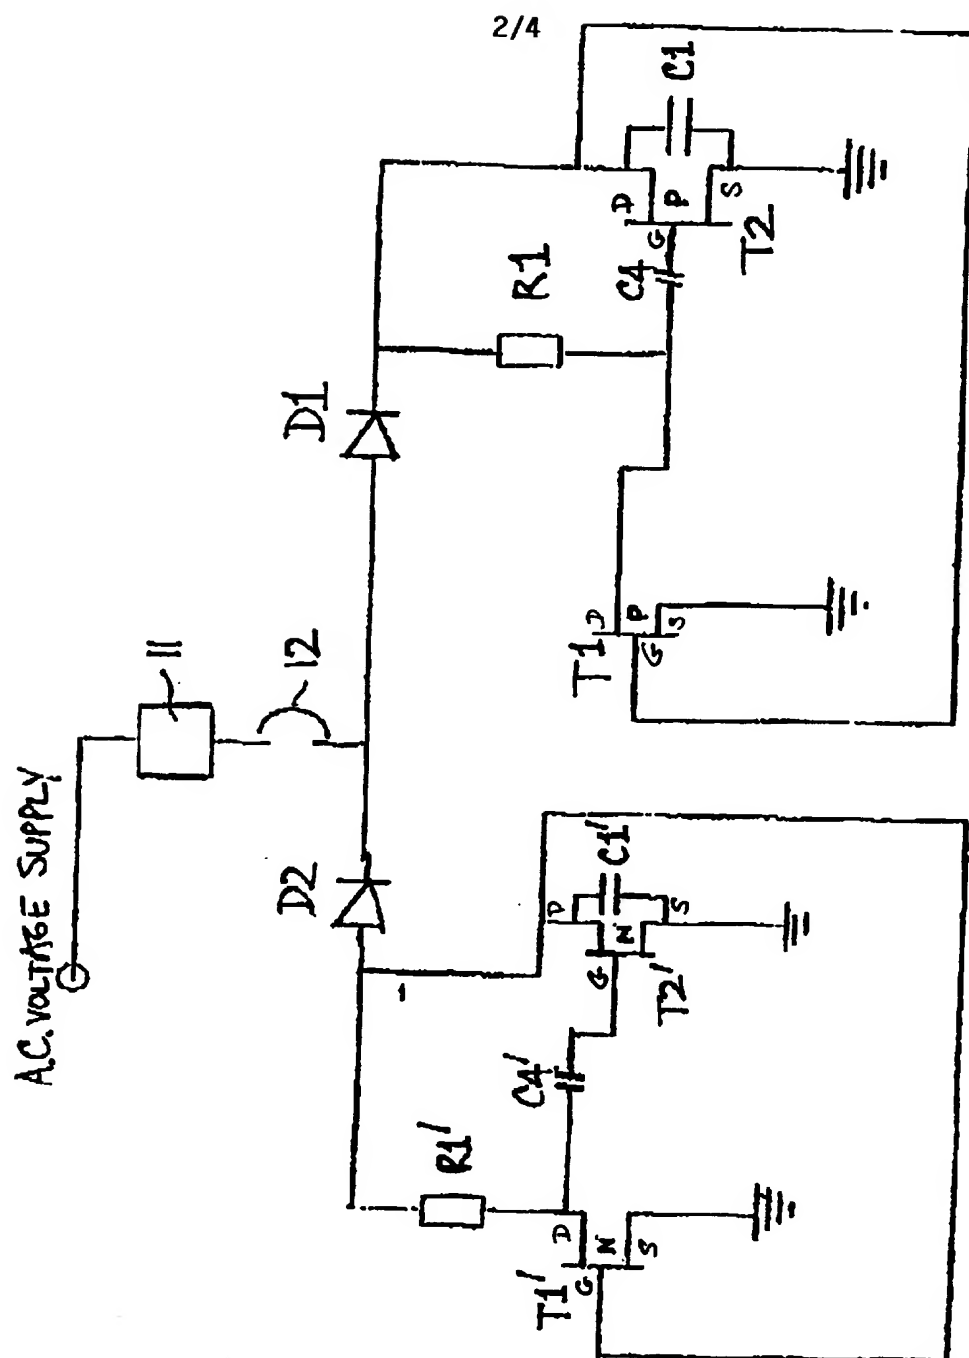 2/4
A.C. VOLTAGE SUPPLY
11
12
D2
D1
1
R1'
C4'
D
G
N
S
T1'
D
G
N
S
C1'
T2'
R1
C4
D
G
P
S
T1
D
G
P
S
C1
T2